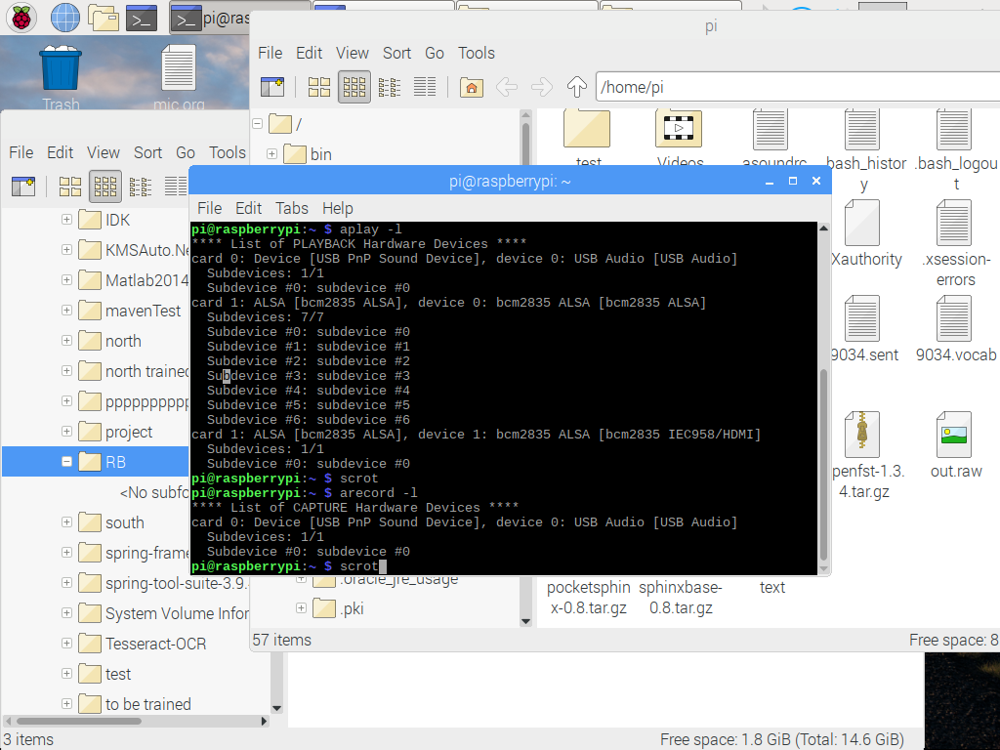 pi@ras
Trash
mic.org
pi
File Edit View Sort Go Tools
/home/pi
/
bin
test
Videos
asoundrc
.bash_history
.bash_logout
Xauthority
.xsession-errors
9034.sent
9034.vocab
penfst-1.3.4.tar.gz
out.raw
pocketsphinx-0.8.tar.gz
sphinxbase-0.8.tar.gz
text
.oracle_jre_usage
.pki
57 items
Free space: 8
File Edit View Sort Go Tools
IDK
KMSAuto.Ne
Matlab2014
mavenTest
north
north trained
pppppppppp
project
RB
<No subfo
south
spring-frame
spring-tool-suite-3.9.
System Volume Infor
Tesseract-OCR
test
to be trained
3 items
Free space: 1.8 GiB (Total: 14.6 GiB)
pi@raspberrypi: ~
File Edit Tabs Help
pi@raspberrypi:~ $ aplay -l
**** List of PLAYBACK Hardware Devices ****
card 0: Device [USB PnP Sound Device], device 0: USB Audio [USB Audio]
  Subdevices: 1/1
  Subdevice #0: subdevice #0
card 1: ALSA [bcm2835 ALSA], device 0: bcm2835 ALSA [bcm2835 ALSA]
  Subdevices: 7/7
  Subdevice #0: subdevice #0
  Subdevice #1: subdevice #1
  Subdevice #2: subdevice #2
  Subdevice #3: subdevice #3
  Subdevice #4: subdevice #4
  Subdevice #5: subdevice #5
  Subdevice #6: subdevice #6
card 1: ALSA [bcm2835 ALSA], device 1: bcm2835 ALSA [bcm2835 IEC958/HDMI]
  Subdevices: 1/1
  Subdevice #0: subdevice #0
pi@raspberrypi:~ $ scrot
pi@raspberrypi:~ $ arecord -l
**** List of CAPTURE Hardware Devices ****
card 0: Device [USB PnP Sound Device], device 0: USB Audio [USB Audio]
  Subdevices: 1/1
  Subdevice #0: subdevice #0
pi@raspberrypi:~ $ scrot